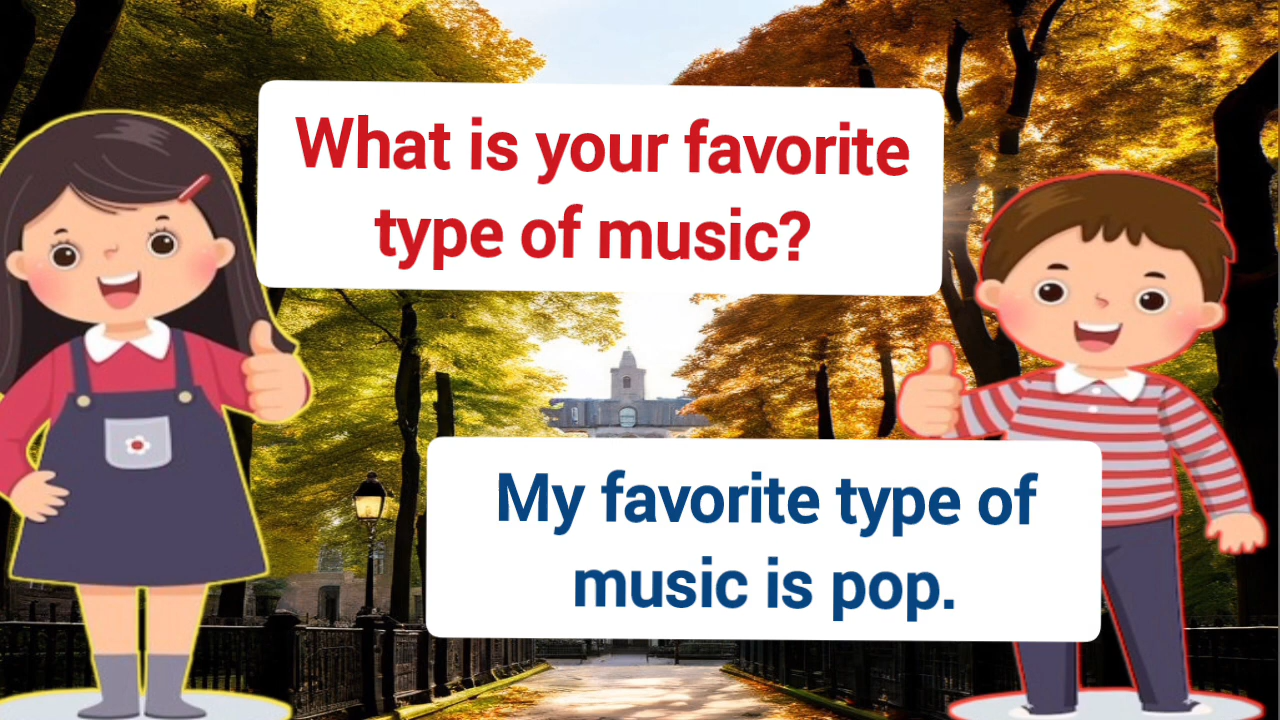 What is your favorite
type of music?
My favorite type of
music is pop.